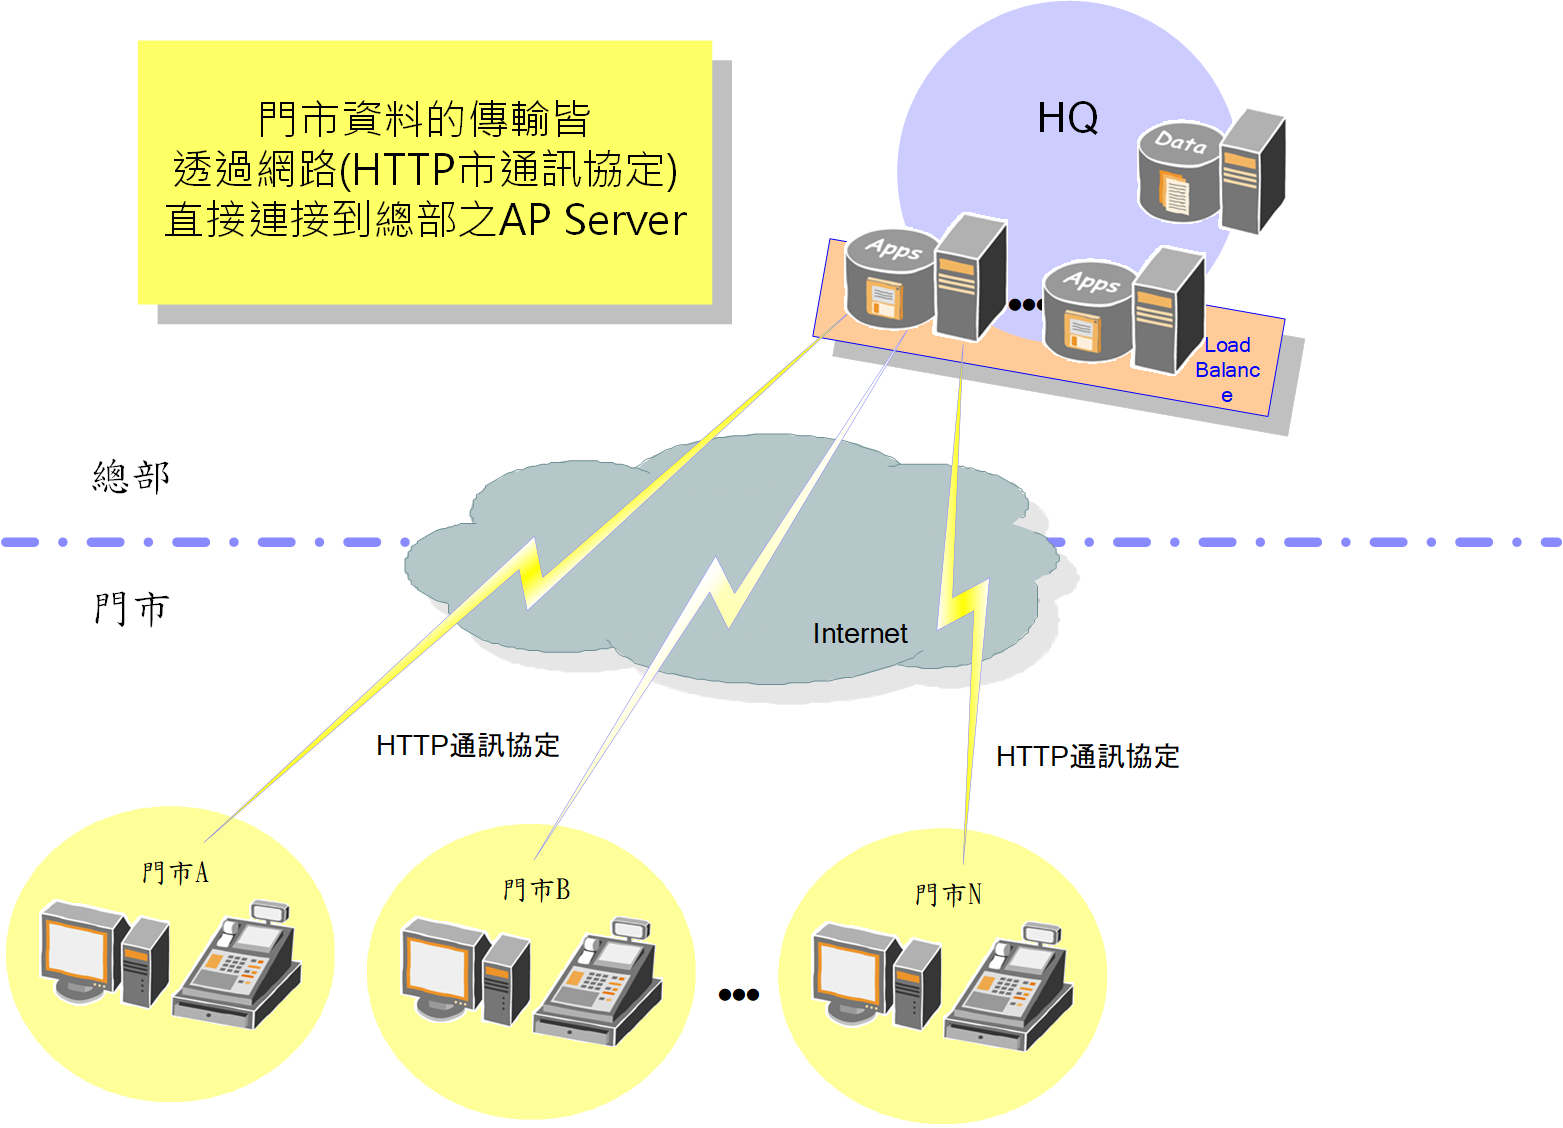 門市資料的傳輸皆
透過網路(HTTP市通訊協定)
直接連接到總部之AP Server
HQ
Data
Apps
Apps
Load
Balanc
e
總部
門市
Internet
HTTP通訊協定
HTTP通訊協定
門市A
門市B
門市N